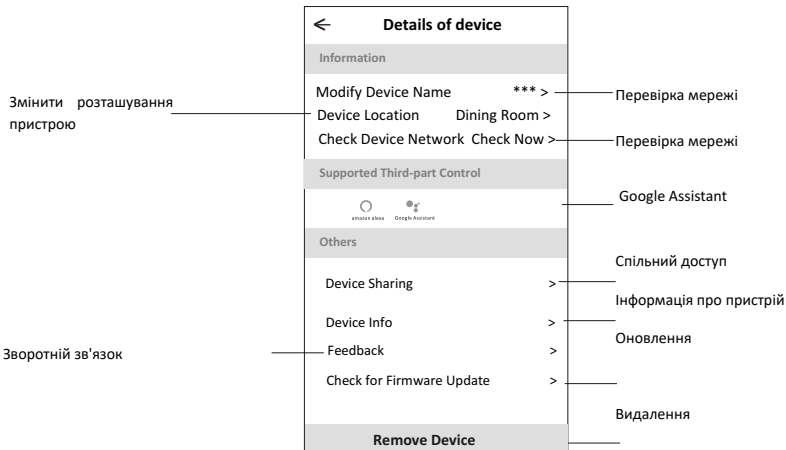 Details of device
Information
Modify Device Name *** >
Перевірка мережі
Змінити розташування
пристрою
Device Location Dining Room >
Check Device Network Check Now >
Перевірка мережі
Supported Third-part Control
amazon alexa Google Assistant
Google Assistant
Others
Спільний доступ
Device Sharing >
Інформація про пристрій
Device Info >
Оновлення
Зворотній зв'язок
Feedback >
Check for Firmware Update >
Видалення
Remove Device